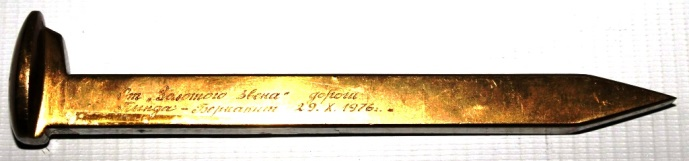 От „Золотого звена“ дороги
Тында - Беркакит 29.X.1976г.